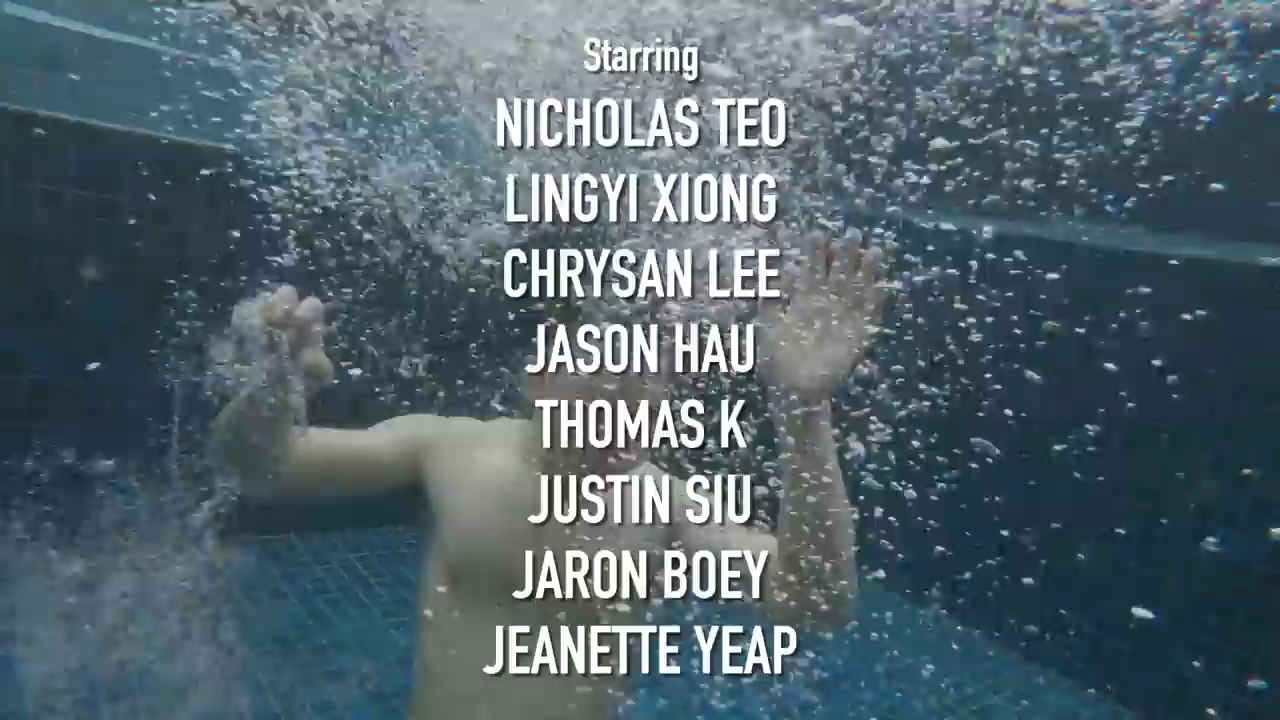 Starring
NICHOLAS TEO
LINGYI XIONG
CHRYSAN LEE
JASON HAU
THOMAS K
JUSTIN SIU
JARON BOEY
JEANETTE YEAP